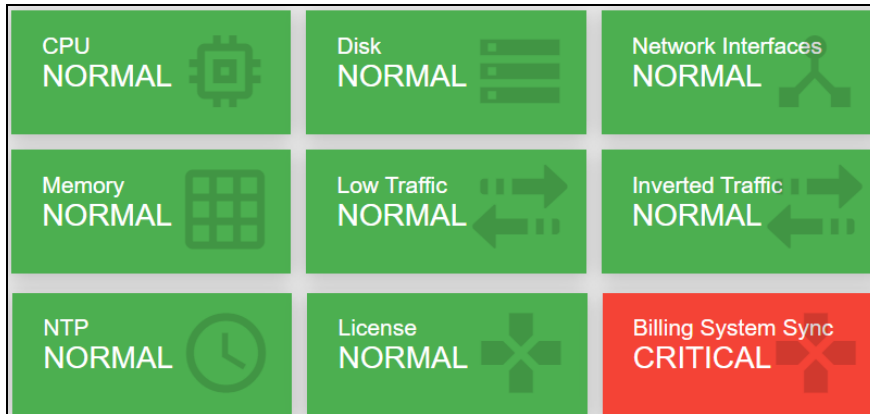 CPU
NORMAL
Disk
NORMAL
Network Interfaces
NORMAL
Memory
NORMAL
Low Traffic
NORMAL
Inverted Traffic
NORMAL
NTP
NORMAL
License
NORMAL
Billing System Sync
CRITICAL